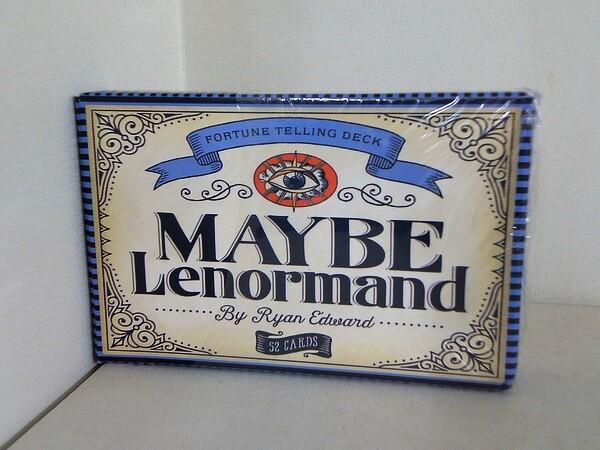 FORTUNE TELLING DECK
MAYBE
Lenormand
By Ryan Edward
52 CARDS